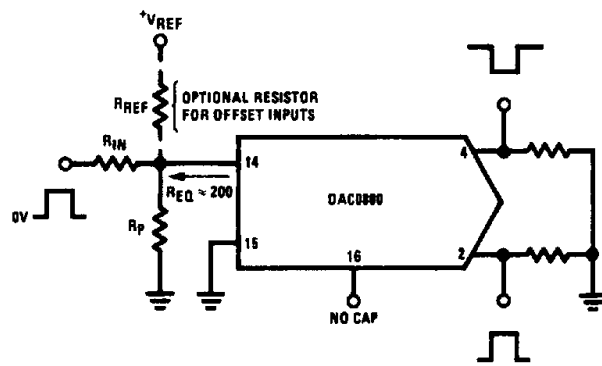 +VREF
RREF
OPTIONAL RESISTOR
FOR OFFSET INPUTS
RIN
14
4
REQ ≈ 200
DAC0800
0V
RP
15
16
2
NO CAP